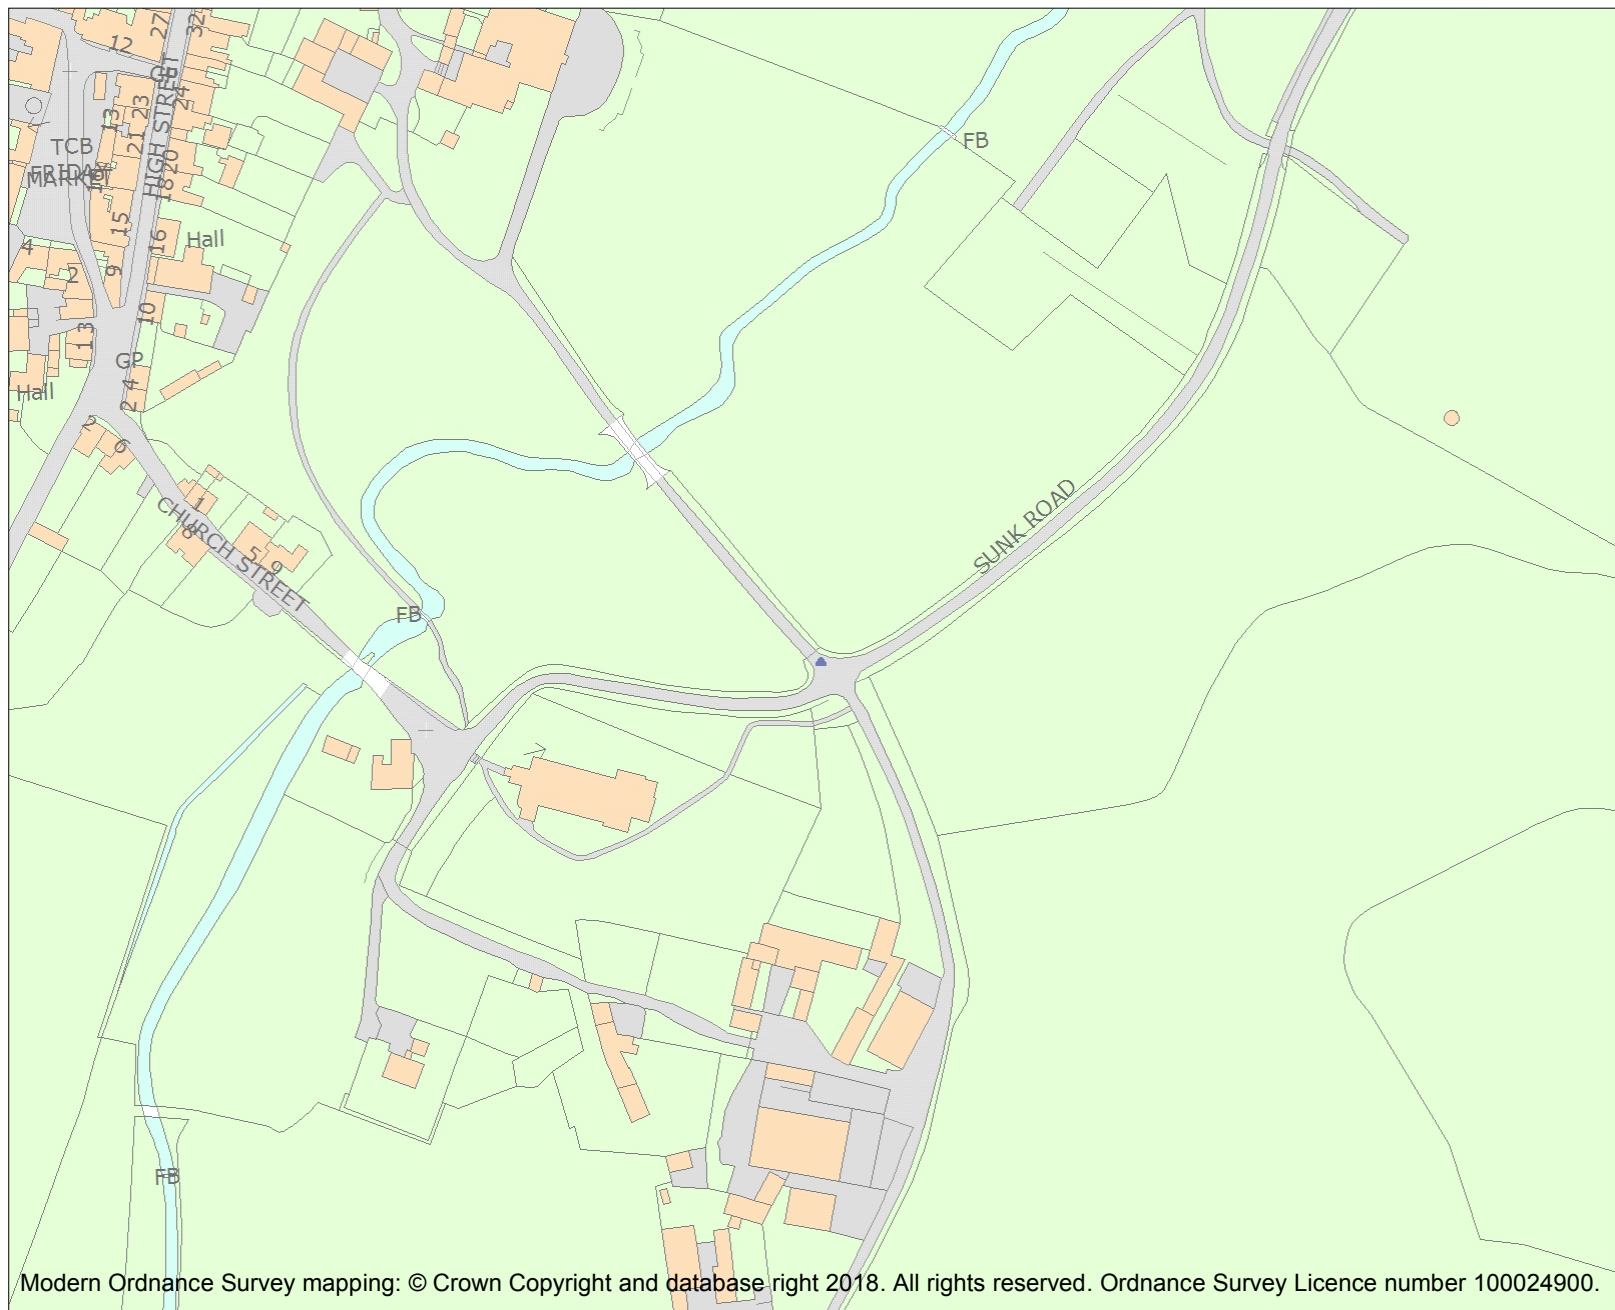 27
32
12
GP
24
23
13
21
TCB
FRIDAY
MARKET
HIGH STREET
20
18
15
16
Hall
4
2
9
10
13
GP
4
2
Hall
2
6
1
8
CHURCH STREET
5
9
FB
FB
SUNK ROAD
FB
Modern Ordnance Survey mapping: © Crown Copyright and database right 2018. All rights reserved. Ordnance Survey Licence number 100024900.